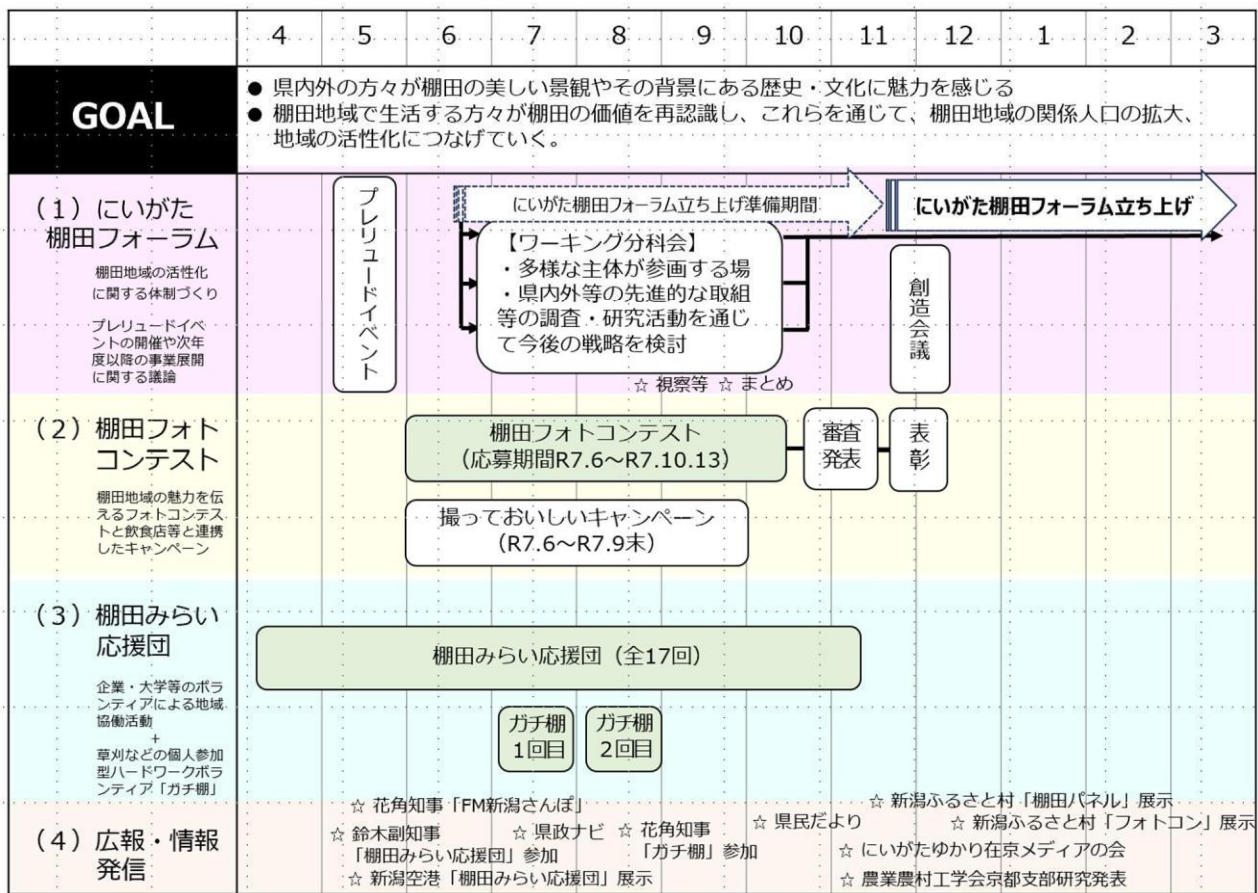 4 5 6 7 8 9 10 11 12 1 2 3
GOAL
● 県内外の方々が棚田の美しい景観やその背景にある歴史・文化に魅力を感じる
● 棚田地域で生活する方々が棚田の価値を再認識し、これらを通じて、棚田地域の関係人口の拡大、
地域の活性化につなげていく。
(1)にいがた
棚田フォーラム
棚田地域の活性化
に関する体制づくり
プレリュードイベ
ントの開催や次年
度以降の事業展開
に関する議論
プレリュードイベント
にいがた棚田フォーラム立ち上げ準備期間
にいがた棚田フォーラム立ち上げ
【ワーキング分科会】
・多様な主体が参画する場
・県内外等の先進的な取組
等の調査・研究活動を通じ
て今後の戦略を検討
☆ 視察等 ☆ まとめ
創造会議
(2)棚田フォト
コンテスト
棚田地域の魅力を伝
えるフォトコンテス
トと飲食店等と連携
したキャンペーン
棚田フォトコンテスト
(応募期間R7.6~R7.10.13)
審査
発表
表彰
撮っておいしいキャンペーン
(R7.6~R7.9末)
(3)棚田みらい
応援団
企業・大学等のボラ
ンティアによる地域
協働活動
+
草刈などの個人参加
型ハードワークボラ
ンティア「ガチ棚」
棚田みらい応援団(全17回)
ガチ棚
1回目
ガチ棚
2回目
(4)広報・情報
発信
☆ 花角知事「FM新潟さんぽ」
☆ 鈴木副知事
「棚田みらい応援団」参加
☆ 新潟空港「棚田みらい応援団」展示
☆ 県政ナビ
☆ 花角知事
「ガチ棚」参加
☆ 県民だより
☆ 新潟ふるさと村「棚田パネル」展示
☆ 新潟ふるさと村「フォトコン」展示
☆ にいがたゆかり在京メディアの会
☆ 農業農村工学会京都支部研究発表